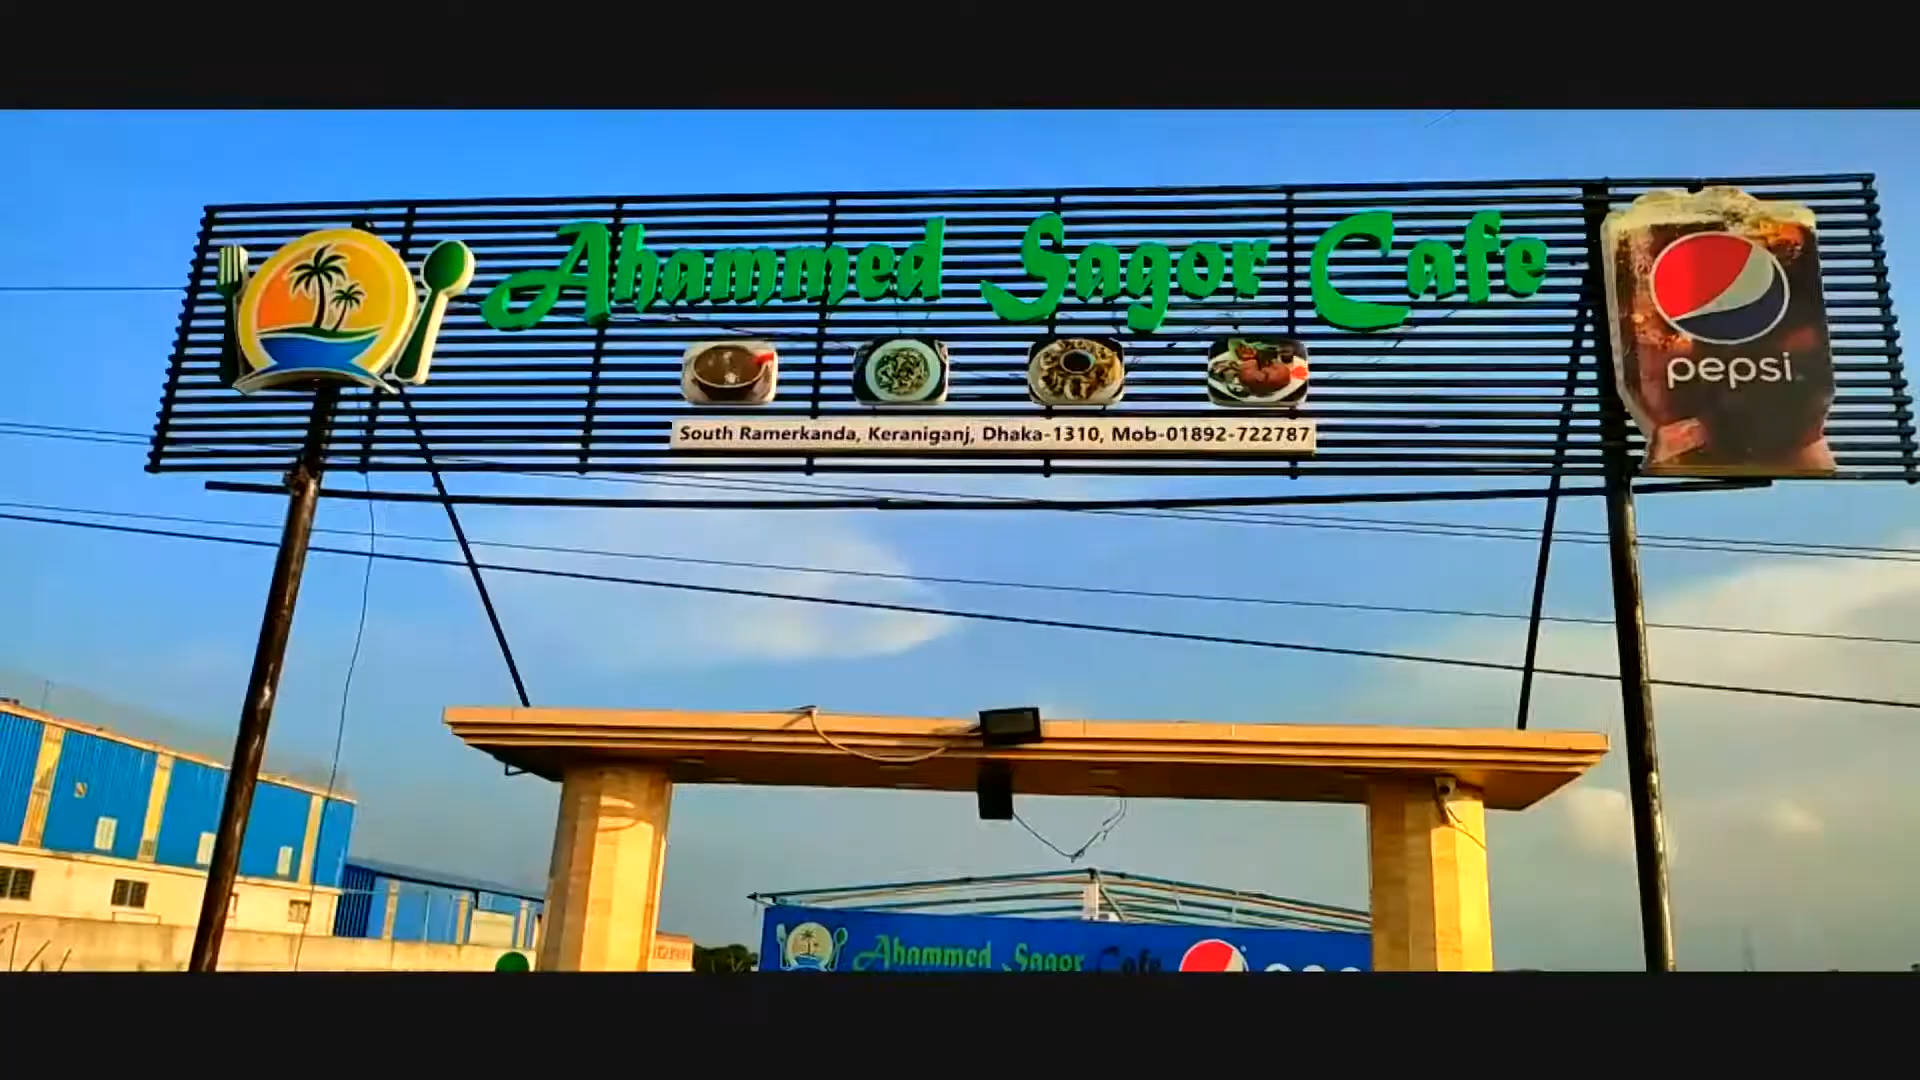 Ahammed Sagor Cafe
pepsi
South Ramerkanda, Keraniganj, Dhaka-1310, Mob-01892-722787
Ahammed Sagor Cafe